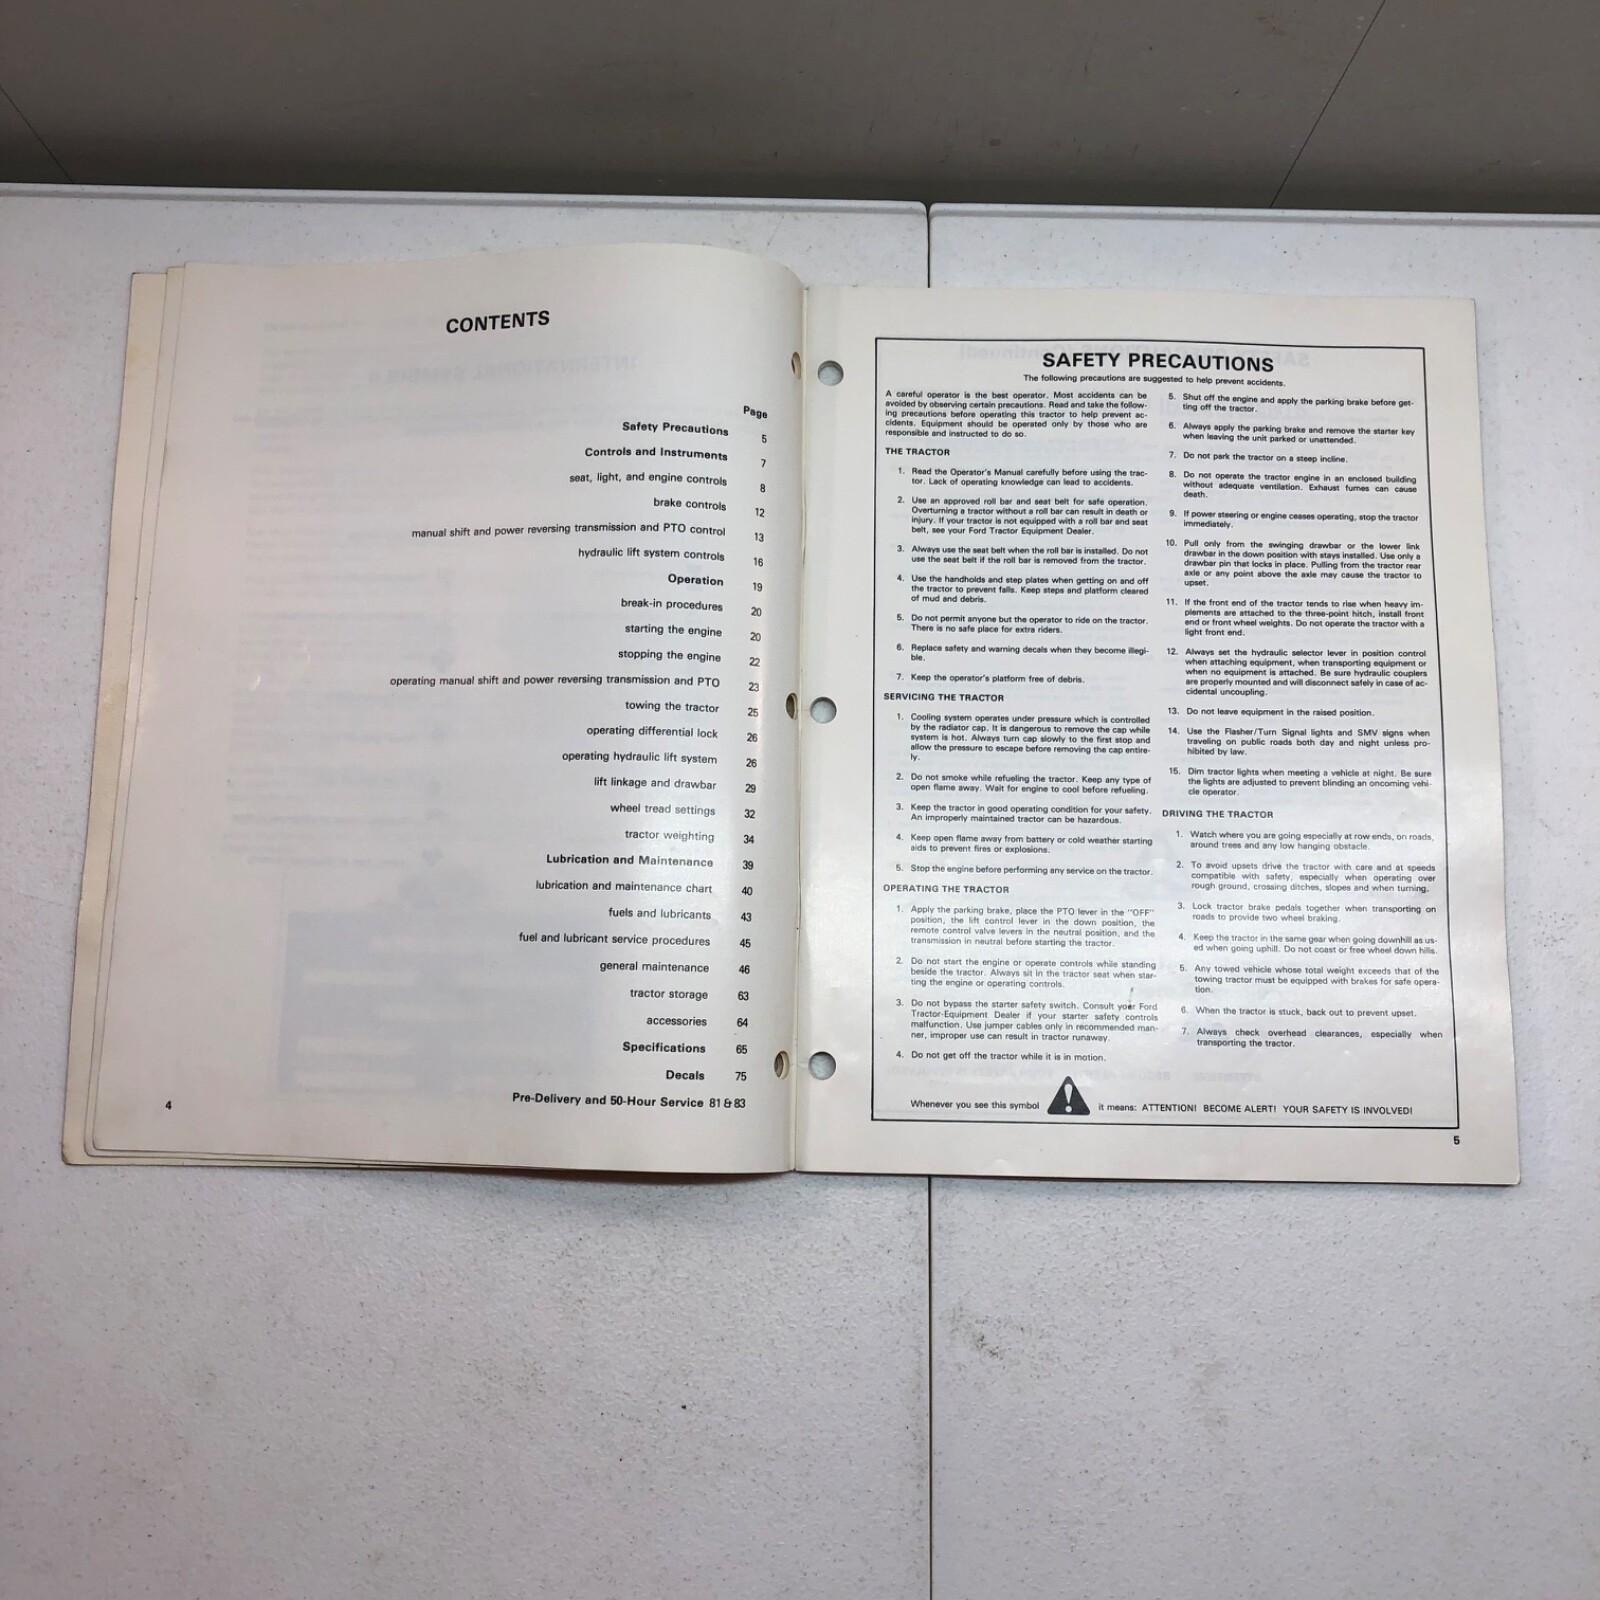 CONTENTS
Page
Safety Precautions 5
Controls and Instruments 7
seat, light, and engine controls 8
brake controls 12
manual shift and power reversing transmission and PTO control 13
hydraulic lift system controls 16
Operation 19
break-in procedures 20
starting the engine 20
stopping the engine 22
operating manual shift and power reversing transmission and PTO 23
towing the tractor 25
operating differential lock 26
operating hydraulic lift system 26
lift linkage and drawbar 29
wheel tread settings 32
tractor weighting 34
Lubrication and Maintenance 39
lubrication and maintenance chart 40
fuels and lubricants 43
fuel and lubricant service procedures 45
general maintenance 46
tractor storage 63
accessories 64
Specifications 65
Decals 75
Pre-Delivery and 50-Hour Service 81 & 83
4
SAFETY PRECAUTIONS
The following precautions are suggested to help prevent accidents.
A careful operator is the best operator. Most accidents can be
avoided by observing certain precautions. Read and take the follow-
ing precautions before operating this tractor to help prevent ac-
cidents. Equipment should be operated only by those who are
responsible and instructed to do so.
THE TRACTOR
1. Read the Operator's Manual carefully before using the trac-
tor. Lack of operating knowledge can lead to accidents.
2. Use an approved roll bar and seat belt for safe operation.
Overturning a tractor without a roll bar can result in death or
injury. If your tractor is not equipped with a roll bar and seat
belt, see your Ford Tractor Equipment Dealer.
3. Always use the seat belt when the roll bar is installed. Do not
use the seat belt if the roll bar is removed from the tractor.
4. Use the handholds and step plates when getting on and off
the tractor to prevent falls. Keep steps and platform cleared
of mud and debris.
5. Do not permit anyone but the operator to ride on the tractor.
There is no safe place for extra riders.
6. Replace safety and warning decals when they become illegi-
ble.
7. Keep the operator's platform free of debris.
SERVICING THE TRACTOR
1. Cooling system operates under pressure which is controlled
by the radiator cap. It is dangerous to remove the cap while
system is hot. Always turn cap slowly to the first stop and
allow the pressure to escape before removing the cap entire-
ly.
2. Do not smoke while refueling the tractor. Keep any type of
open flame away. Wait for engine to cool before refueling.
3. Keep the tractor in good operating condition for your safety.
An improperly maintained tractor can be hazardous.
4. Keep open flame away from battery or cold weather starting
aids to prevent fires or explosions.
5. Stop the engine before performing any service on the tractor.
OPERATING THE TRACTOR
1. Apply the parking brake, place the PTO lever in the "OFF"
position, the lift control lever in the down position, the
remote control valve levers in the neutral position, and the
transmission in neutral before starting the tractor.
2. Do not start the engine or operate controls while standing
beside the tractor. Always sit in the tractor seat when star-
ting the engine or operating controls.
3. Do not bypass the starter safety switch. Consult your Ford
Tractor-Equipment Dealer if your starter safety controls
malfunction. Use jumper cables only in recommended man-
ner, improper use can result in tractor runaway.
4. Do not get off the tractor while it is in motion.
5. Shut off the engine and apply the parking brake before get-
ting off the tractor.
6. Always apply the parking brake and remove the starter key
when leaving the unit parked or unattended.
7. Do not park the tractor on a steep incline.
8. Do not operate the tractor engine in an enclosed building
without adequate ventilation. Exhaust fumes can cause
death.
9. If power steering or engine ceases operating, stop the tractor
immediately.
10. Pull only from the swinging drawbar or the lower link
drawbar in the down position with stays installed. Use only a
drawbar pin that locks in place. Pulling from the tractor rear
axle or any point above the axle may cause the tractor to
upset.
11. If the front end of the tractor tends to rise when heavy im-
plements are attached to the three-point hitch, install front
end or front wheel weights. Do not operate the tractor with a
light front end.
12. Always set the hydraulic selector lever in position control
when attaching equipment, when transporting equipment or
when no equipment is attached. Be sure hydraulic couplers
are properly mounted and will disconnect safely in case of ac-
cidental uncoupling.
13. Do not leave equipment in the raised position.
14. Use the Flasher/Turn Signal lights and SMV signs when
traveling on public roads both day and night unless pro-
hibited by law.
15. Dim tractor lights when meeting a vehicle at night. Be sure
the lights are adjusted to prevent blinding an oncoming vehi-
cle operator.
DRIVING THE TRACTOR
1. Watch where you are going especially at row ends, on roads,
around trees and any low hanging obstacle.
2. To avoid upsets drive the tractor with care and at speeds
compatible with safety, especially when operating over
rough ground, crossing ditches, slopes and when turning.
3. Lock tractor brake pedals together when transporting on
roads to provide two wheel braking.
4. Keep the tractor in the same gear when going downhill as us-
ed when going uphill. Do not coast or free wheel down hills.
5. Any towed vehicle whose total weight exceeds that of the
towing tractor must be equipped with brakes for safe opera-
tion.
6. When the tractor is stuck, back out to prevent upset.
7. Always check overhead clearances, especially when
transporting the tractor.
Whenever you see this symbol ! it means: ATTENTION! BECOME ALERT! YOUR SAFETY IS INVOLVED!
5